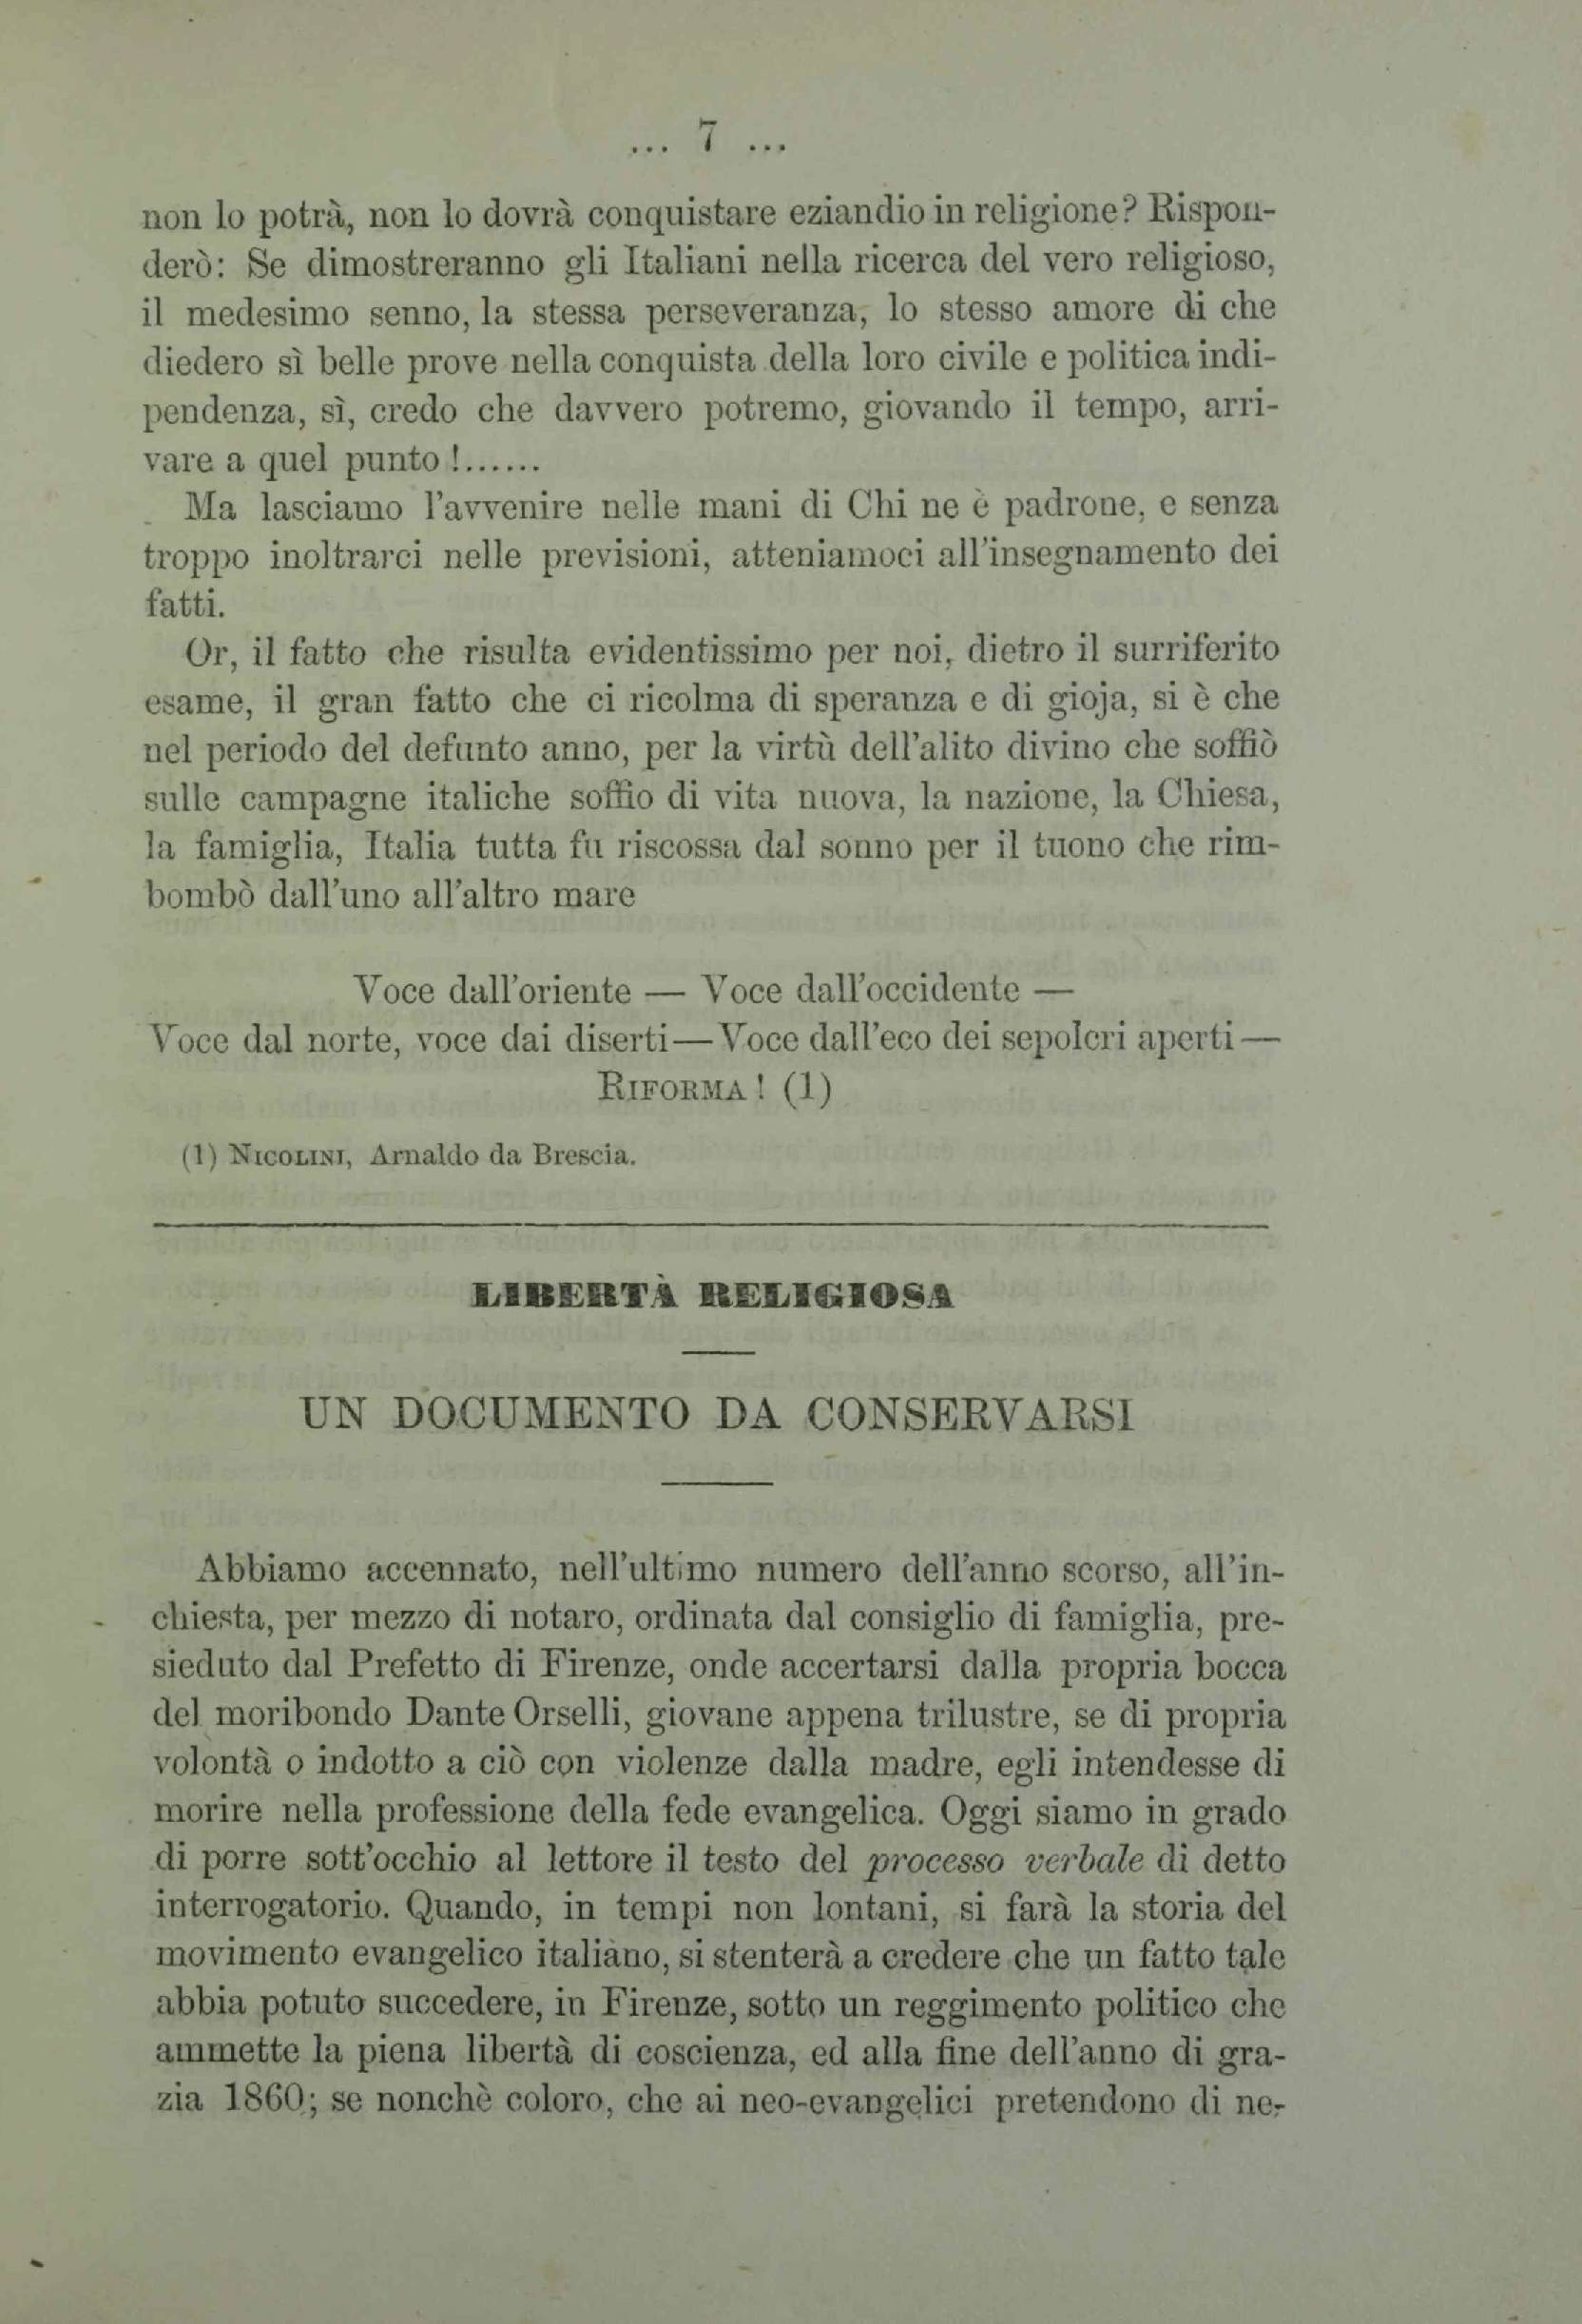 ... 7 ...
non lo potrà, non lo dovrà conquistare eziandio in religione? Rispon-
derò: Se dimostreranno gli Italiani nella ricerca del vero religioso,
il medesimo senno, la stessa perseveranza, lo stesso amore di che
diedero sì belle prove nella conquista della loro civile e politica indi-
pendenza, sì, credo che davvero potremo, giovando il tempo, arri-
vare a quel punto !......
Ma lasciamo l'avvenire nelle mani di Chi ne è padrone, e senza
troppo inoltrarci nelle previsioni, atteniamoci all'insegnamento dei
fatti.
Or, il fatto che risulta evidentissimo per noi, dietro il surriferito
esame, il gran fatto che ci ricolma di speranza e di gioja, si è che
nel periodo del defunto anno, per la virtù dell'alito divino che soffiò
sulle campagne italiche soffio di vita nuova, la nazione, la Chiesa,
la famiglia, Italia tutta fu riscossa dal sonno per il tuono che rim-
bombò dall'uno all'altro mare
Voce dall'oriente — Voce dall'occidente —
Voce dal norte, voce dai diserti—Voce dall'eco dei sepolcri aperti—
RIFORMA ! (1)
(1) NICOLINI, Arnaldo da Brescia.
LIBERTÀ RELIGIOSA
UN DOCUMENTO DA CONSERVARSI
Abbiamo accennato, nell'ultimo numero dell'anno scorso, all'in-
chiesta, per mezzo di notaro, ordinata dal consiglio di famiglia, pre-
sieduto dal Prefetto di Firenze, onde accertarsi dalla propria bocca
del moribondo Dante Orselli, giovane appena trilustre, se di propria
volontà o indotto a ciò con violenze dalla madre, egli intendesse di
morire nella professione della fede evangelica. Oggi siamo in grado
di porre sott'occhio al lettore il testo del processo verbale di detto
interrogatorio. Quando, in tempi non lontani, si farà la storia del
movimento evangelico italiano, si stenterà a credere che un fatto tale
abbia potuto succedere, in Firenze, sotto un reggimento politico che
ammette la piena libertà di coscienza, ed alla fine dell'anno di gra-
zia 1860; se nonchè coloro, che ai neo-evangelici pretendono di ne-